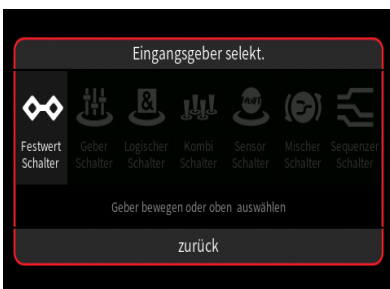 Eingangsgeber selekt.
Festwert Geber Logischer Kombi Sensor Mischer Sequenzer
Schalter Schalter Schalter Schalter Schalter Schalter Schalter
Geber bewegen oder oben auswählen
zurück